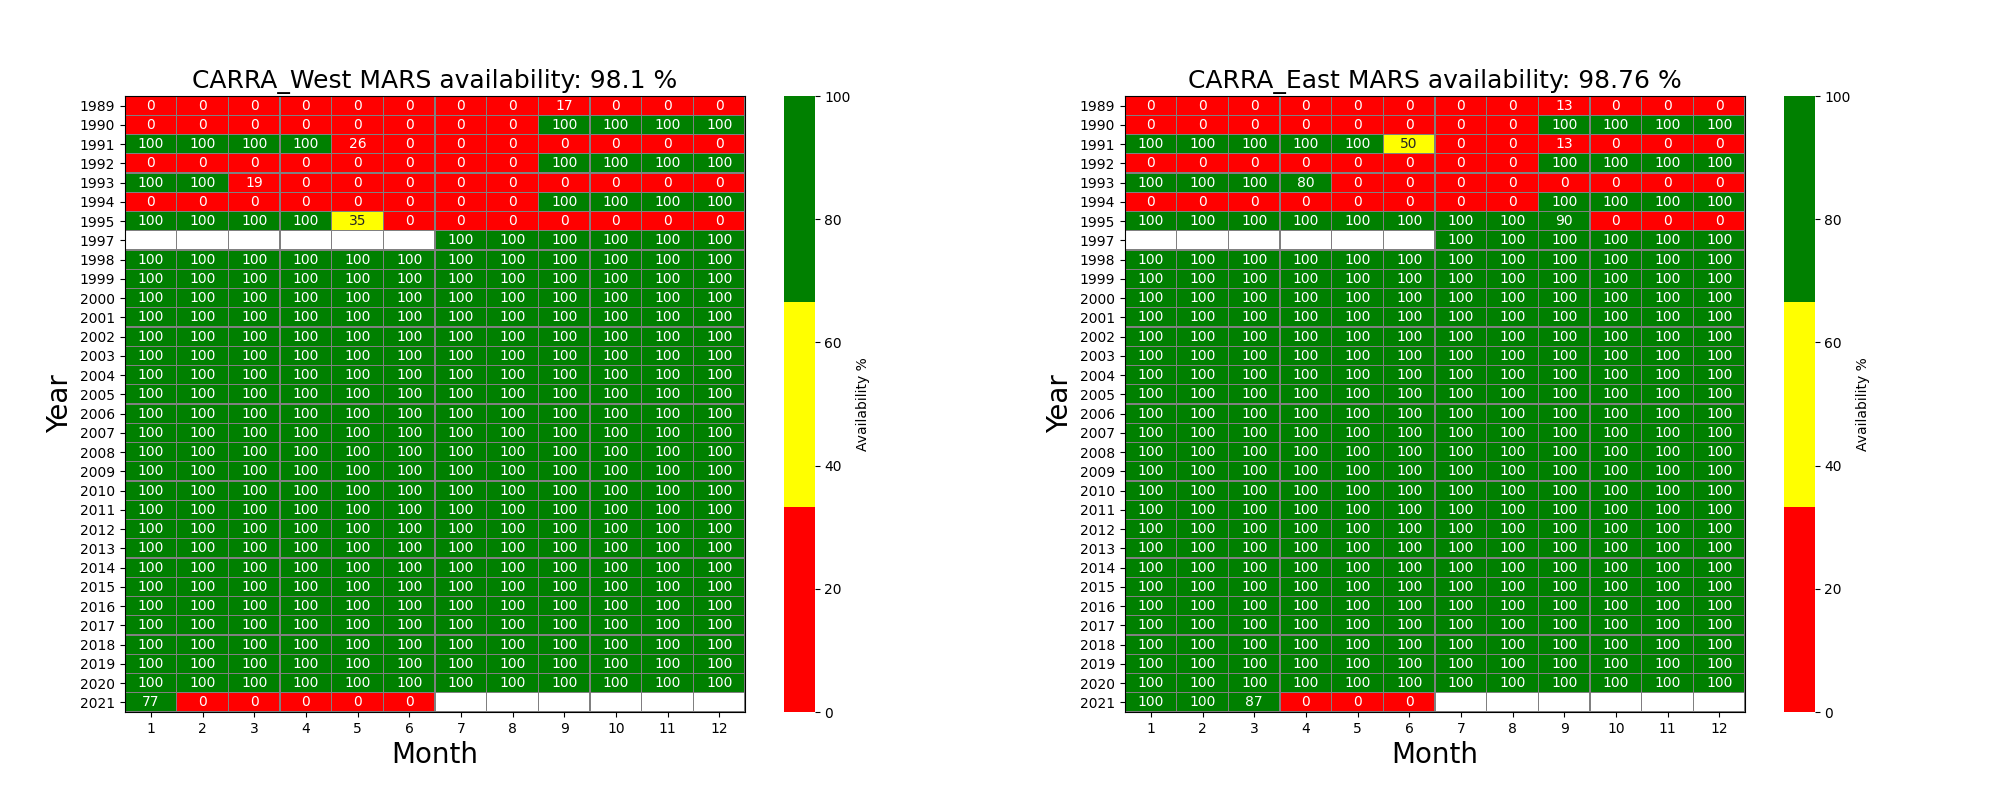 CARRA_West MARS availability: 98.1 %
1989 0 0 0 0 0 0 0 0 17 0 0 0
1990 0 0 0 0 0 0 0 0 100 100 100 100
1991 100 100 100 100 26 0 0 0 0 0 0 0
1992 0 0 0 0 0 0 0 0 100 100 100 100
1993 100 100 19 0 0 0 0 0 0 0 0 0
1994 0 0 0 0 0 0 0 0 100 100 100 100
1995 100 100 100 100 35 0 0 0 0 0 0 0
1997 100 100 100 100 100 100
1998 100 100 100 100 100 100 100 100 100 100 100 100
1999 100 100 100 100 100 100 100 100 100 100 100 100
2000 100 100 100 100 100 100 100 100 100 100 100 100
2001 100 100 100 100 100 100 100 100 100 100 100 100
2002 100 100 100 100 100 100 100 100 100 100 100 100
2003 100 100 100 100 100 100 100 100 100 100 100 100
2004 100 100 100 100 100 100 100 100 100 100 100 100
2005 100 100 100 100 100 100 100 100 100 100 100 100
2006 100 100 100 100 100 100 100 100 100 100 100 100
2007 100 100 100 100 100 100 100 100 100 100 100 100
2008 100 100 100 100 100 100 100 100 100 100 100 100
2009 100 100 100 100 100 100 100 100 100 100 100 100
2010 100 100 100 100 100 100 100 100 100 100 100 100
2011 100 100 100 100 100 100 100 100 100 100 100 100
2012 100 100 100 100 100 100 100 100 100 100 100 100
2013 100 100 100 100 100 100 100 100 100 100 100 100
2014 100 100 100 100 100 100 100 100 100 100 100 100
2015 100 100 100 100 100 100 100 100 100 100 100 100
2016 100 100 100 100 100 100 100 100 100 100 100 100
2017 100 100 100 100 100 100 100 100 100 100 100 100
2018 100 100 100 100 100 100 100 100 100 100 100 100
2019 100 100 100 100 100 100 100 100 100 100 100 100
2020 100 100 100 100 100 100 100 100 100 100 100 100
2021 77 0 0 0 0 0
1 2 3 4 5 6 7 8 9 10 11 12
Month
Year
100
80
60
40
20
0
Availability %
CARRA_East MARS availability: 98.76 %
1989 0 0 0 0 0 0 0 0 13 0 0 0
1990 0 0 0 0 0 0 0 0 100 100 100 100
1991 100 100 100 100 100 50 0 0 13 0 0 0
1992 0 0 0 0 0 0 0 0 100 100 100 100
1993 100 100 100 80 0 0 0 0 0 0 0 0
1994 0 0 0 0 0 0 0 0 100 100 100 100
1995 100 100 100 100 100 100 100 100 90 0 0 0
1997 100 100 100 100 100 100
1998 100 100 100 100 100 100 100 100 100 100 100 100
1999 100 100 100 100 100 100 100 100 100 100 100 100
2000 100 100 100 100 100 100 100 100 100 100 100 100
2001 100 100 100 100 100 100 100 100 100 100 100 100
2002 100 100 100 100 100 100 100 100 100 100 100 100
2003 100 100 100 100 100 100 100 100 100 100 100 100
2004 100 100 100 100 100 100 100 100 100 100 100 100
2005 100 100 100 100 100 100 100 100 100 100 100 100
2006 100 100 100 100 100 100 100 100 100 100 100 100
2007 100 100 100 100 100 100 100 100 100 100 100 100
2008 100 100 100 100 100 100 100 100 100 100 100 100
2009 100 100 100 100 100 100 100 100 100 100 100 100
2010 100 100 100 100 100 100 100 100 100 100 100 100
2011 100 100 100 100 100 100 100 100 100 100 100 100
2012 100 100 100 100 100 100 100 100 100 100 100 100
2013 100 100 100 100 100 100 100 100 100 100 100 100
2014 100 100 100 100 100 100 100 100 100 100 100 100
2015 100 100 100 100 100 100 100 100 100 100 100 100
2016 100 100 100 100 100 100 100 100 100 100 100 100
2017 100 100 100 100 100 100 100 100 100 100 100 100
2018 100 100 100 100 100 100 100 100 100 100 100 100
2019 100 100 100 100 100 100 100 100 100 100 100 100
2020 100 100 100 100 100 100 100 100 100 100 100 100
2021 100 100 87 0 0 0
1 2 3 4 5 6 7 8 9 10 11 12
Month
Year
100
80
60
40
20
0
Availability %